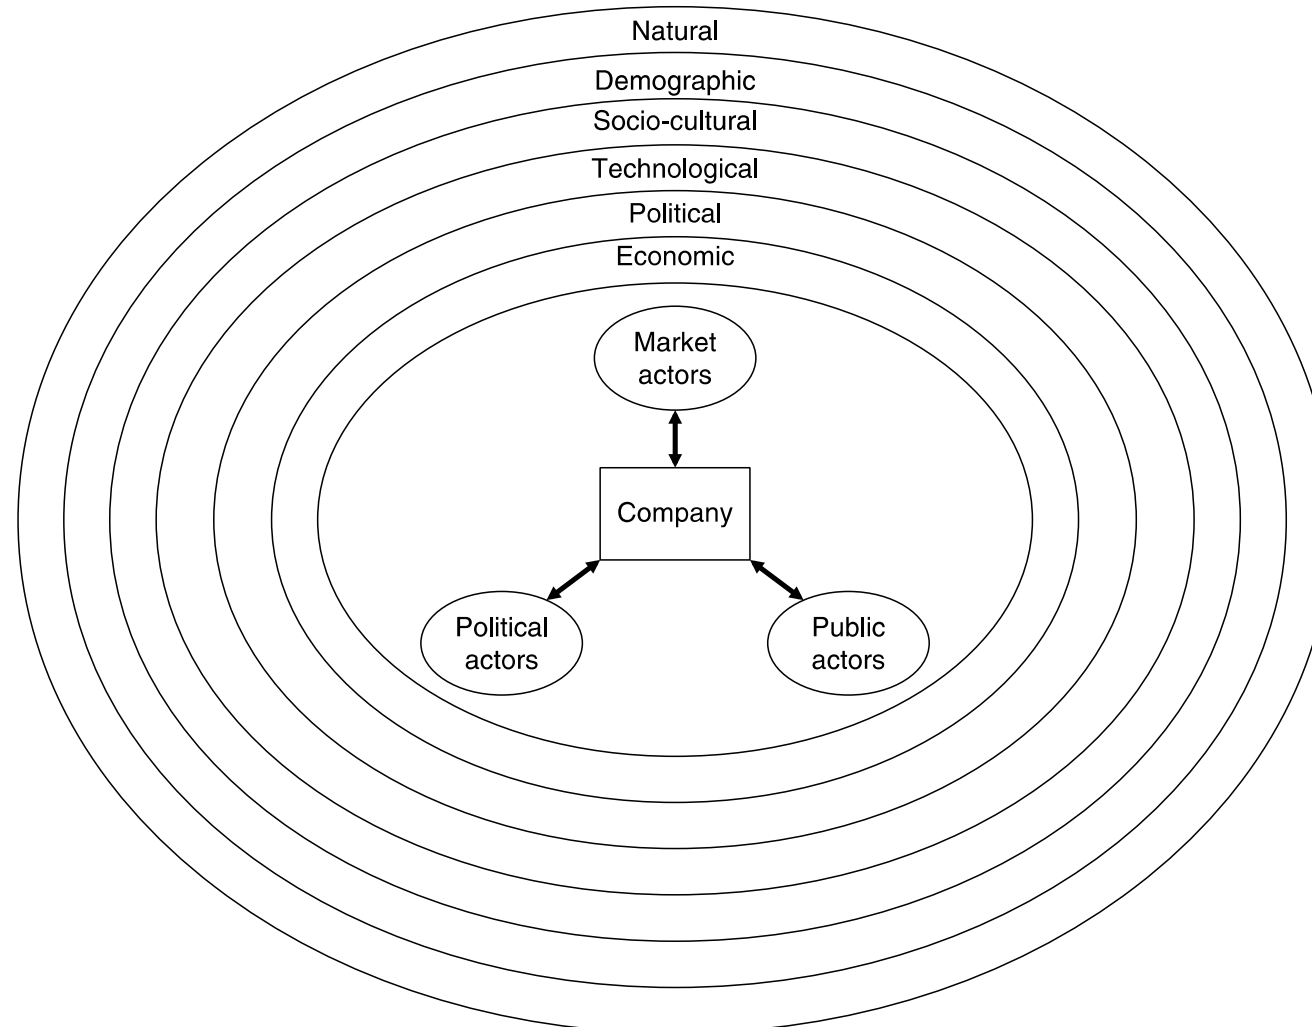 Natural
Demographic
Socio-cultural
Technological
Political
Economic
Market
actors
Company
Political
actors
Public
actors